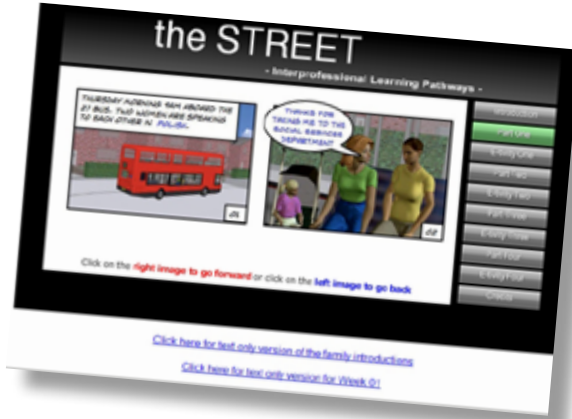 the STREET
- Interprofessional Learning Pathways -
THURSDAY MORNING 9AM ABOARD THE
27 BUS. TWO WOMEN ARE SPEAKING
TO EACH OTHER IN POLISH.
01
THANKS FOR
TAKING ME TO THE
SOCIAL SERVICES
DEPARTMENT
02
Click on the right image to go forward or click on the left image to go back
Introduction
Part One
E-tivity One
Part Two
E-tivity Two
Part Three
E-tivity Three
Part Four
E-tivity Four
Credits
Click here for text only version of the family introductions
Click here for text only version for Week 01